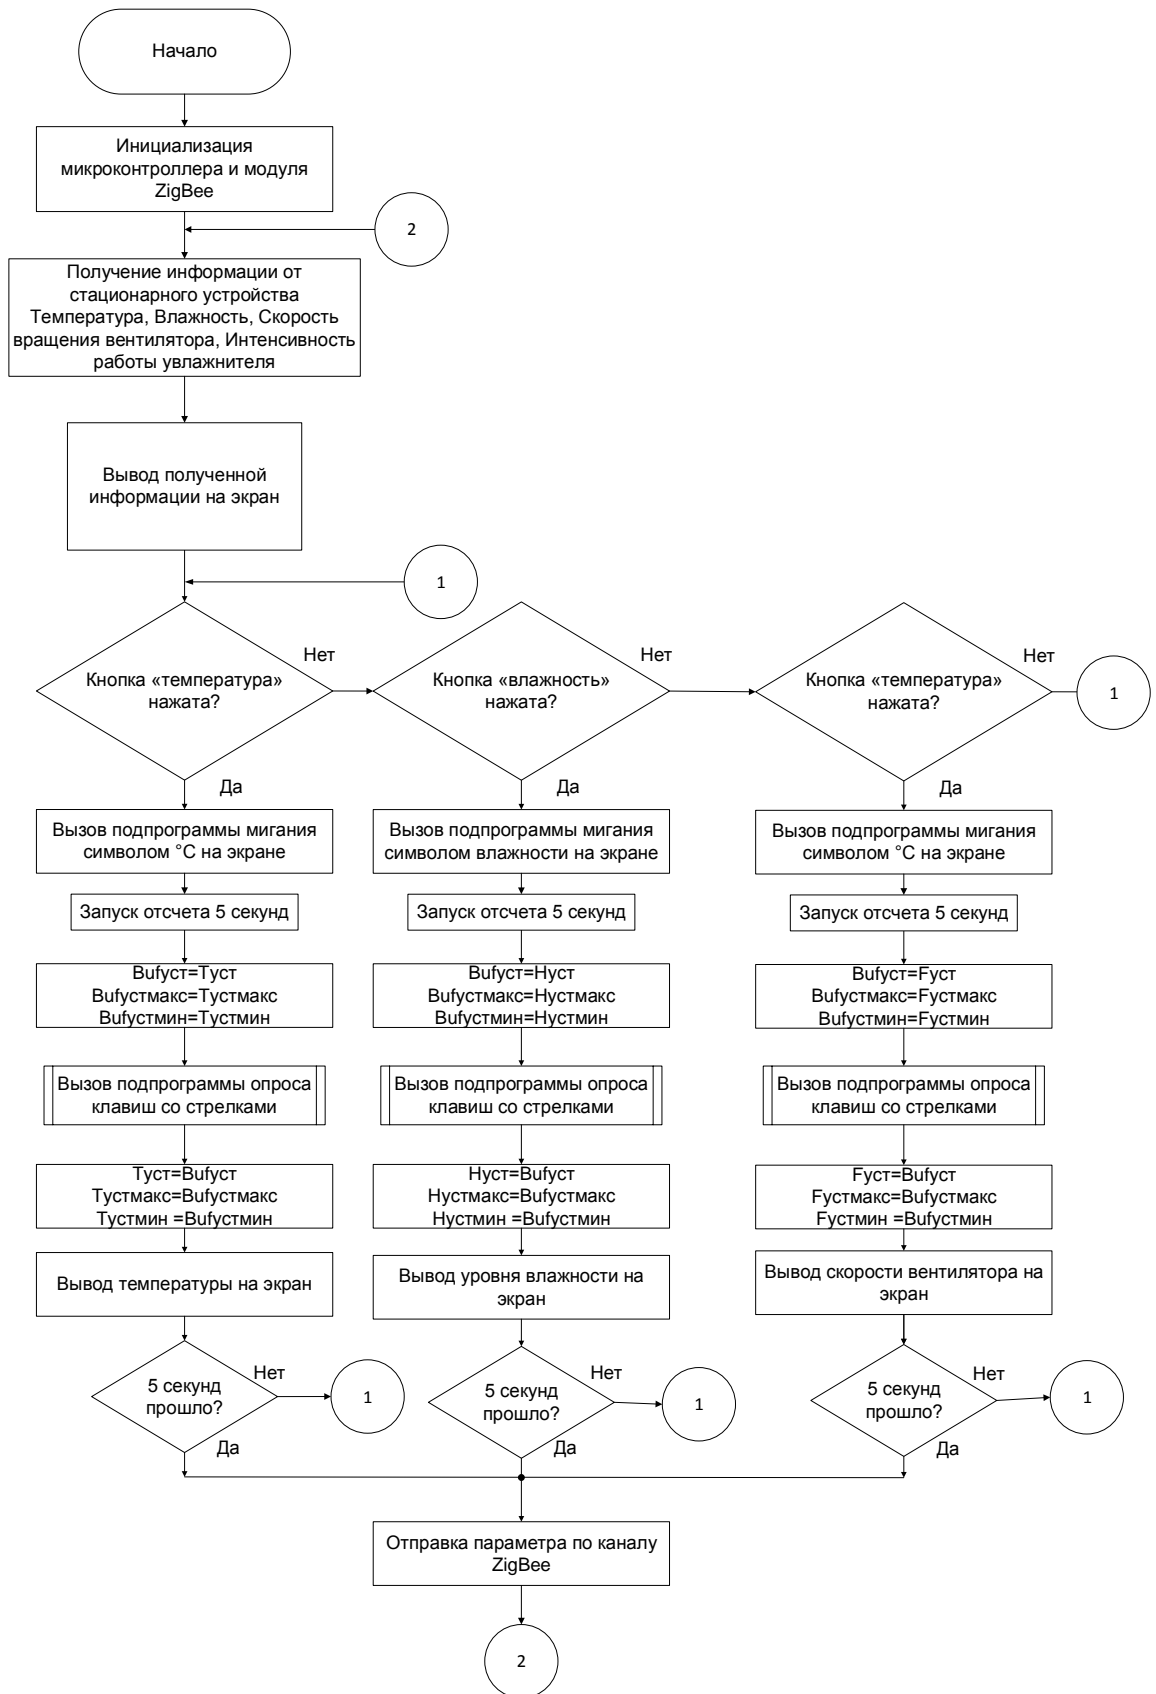 Начало
Инициализация
микроконтроллера и модуля
ZigBee
2
Получение информации от
стационарного устройства
Температура, Влажность, Скорость
вращения вентилятора, Интенсивность
работы увлажнителя
Вывод полученной
информации на экран
1
Кнопка «температура»
нажата?
Нет
Да
Кнопка «влажность»
нажата?
Нет
Да
Кнопка «температура»
нажата?
Нет
Да
1
Вызов подпрограммы мигания
символом °C на экране
Запуск отсчета 5 секунд
Bufуст=Туст
Bufустмакс=Тустмакс
Bufустмин=Тустмин
Вызов подпрограммы опроса
клавиш со стрелками
Туст=Bufуст
Тустмакс=Bufустмакс
Тустмин =Bufустмин
Вывод температуры на экран
5 секунд
прошло?
Нет
1
Да
Вызов подпрограммы мигания
символом влажности на экране
Запуск отсчета 5 секунд
Bufуст=Hуст
Bufустмакс=Hустмакс
Bufустмин=Hустмин
Вызов подпрограммы опроса
клавиш со стрелками
Hуст=Bufуст
Hустмакс=Bufустмакс
Hустмин =Bufустмин
Вывод уровня влажности на
экран
5 секунд
прошло?
Нет
1
Да
Вызов подпрограммы мигания
символом °C на экране
Запуск отсчета 5 секунд
Bufуст=Fуст
Bufустмакс=Fустмакс
Bufустмин=Fустмин
Вызов подпрограммы опроса
клавиш со стрелками
Fуст=Bufуст
Fустмакс=Bufустмакс
Fустмин =Bufустмин
Вывод скорости вентилятора на
экран
5 секунд
прошло?
Нет
1
Да
Отправка параметра по каналу
ZigBee
2